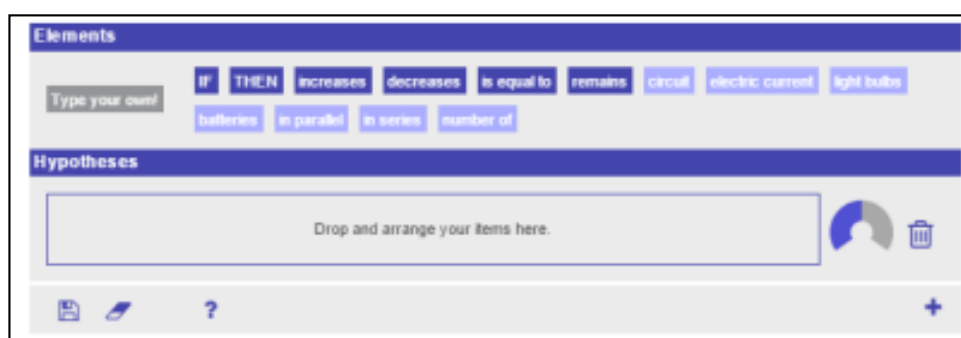 Elements
Type your own! IF THEN increases decreases is equal to remains circuit electric current light bulbs
batteries in parallel in series number of
Hypotheses
Drop and arrange your items here.
? +